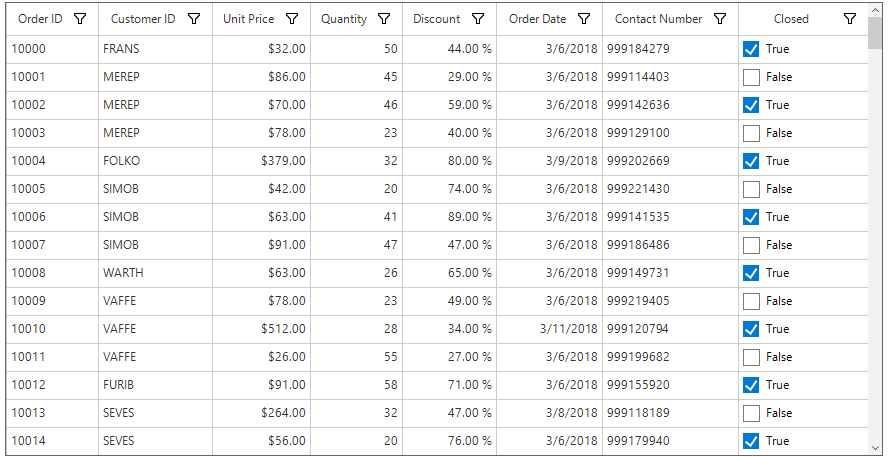 Order ID Customer ID Unit Price Quantity Discount Order Date Contact Number Closed
10000 FRANS $32.00 50 44.00 % 3/6/2018 999184279 True
10001 MEREP $86.00 45 29.00 % 3/6/2018 999114403 False
10002 MEREP $70.00 46 59.00 % 3/6/2018 999142636 True
10003 MEREP $78.00 23 40.00 % 3/6/2018 999129100 False
10004 FOLKO $379.00 32 80.00 % 3/9/2018 999202669 True
10005 SIMOB $42.00 20 74.00 % 3/6/2018 999221430 False
10006 SIMOB $63.00 41 89.00 % 3/6/2018 999141535 True
10007 SIMOB $91.00 47 47.00 % 3/6/2018 999186486 False
10008 WARTH $63.00 26 65.00 % 3/6/2018 999149731 True
10009 VAFFE $78.00 23 49.00 % 3/6/2018 999219405 False
10010 VAFFE $512.00 28 34.00 % 3/11/2018 999120794 True
10011 VAFFE $26.00 55 27.00 % 3/6/2018 999199682 False
10012 FURIB $91.00 58 71.00 % 3/6/2018 999155920 True
10013 SEVES $264.00 32 47.00 % 3/8/2018 999118189 False
10014 SEVES $56.00 20 76.00 % 3/6/2018 999179940 True